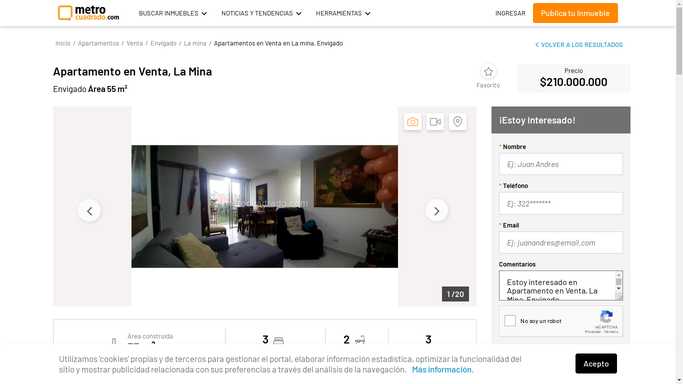 metro
cuadrado.com
BUSCAR INMUEBLES
NOTICIAS Y TENDENCIAS
HERRAMIENTAS
INGRESAR
Publica tu Inmueble
Inicio / Apartamentos / Venta / Envigado / La mina / Apartamentos en Venta en La mina, Envigado
VOLVER A LOS RESULTADOS
Apartamento en Venta, La Mina
Envigado Área 55 m²
Favorito
Precio
$210.000.000
1 / 20
¡Estoy Interesado!
* Nombre
Ej: Juan Andres
* Teléfono
Ej: 322*******
* Email
Ej: juanandres@email.com
Comentarios
Estoy interesado en
Apartamento en Venta, La
Mina, Envigado
No soy un robot
reCAPTCHA
Privacidad - Términos
Área construida
3
2
3
Utilizamos 'cookies' propias y de terceros para gestionar el portal, elaborar información estadística, optimizar la funcionalidad del
sitio y mostrar publicidad relacionada con sus preferencias a través del análisis de la navegación. Más información.
Acepto